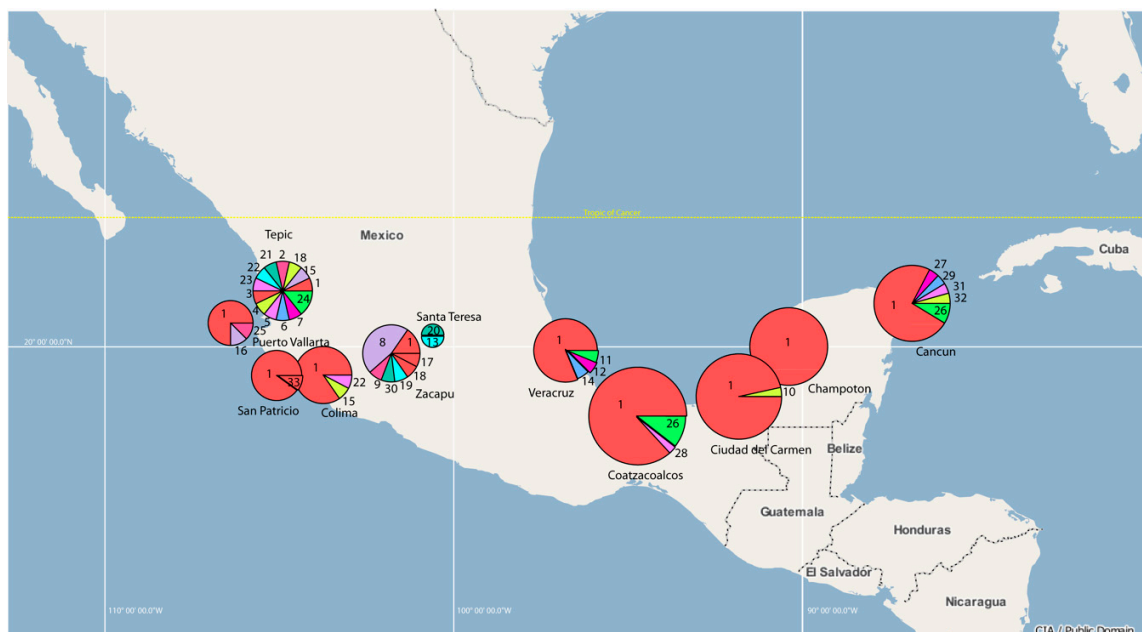 Tropic of Cancer
Mexico
Cuba
Tepic
21
2
18
22
15
23
1
3
24
4
5
6
7
1
25
16
Puerto Vallarta
20° 00' 00.0"N
Santa Teresa
20
13
8
1
17
18
19
30
9
Zacapu
1
33
San Patricio
1
22
15
Colima
1
11
12
14
Veracruz
1
26
28
Coatzacoalcos
1
10
Ciudad del Carmen
1
Champoton
27
29
31
32
1
26
Cancun
Belize
Guatemala
Honduras
El Salvador
Nicaragua
110° 00' 00.0"W
100° 00' 00.0"W
90° 00' 00.0"W
CIA / Public Domain